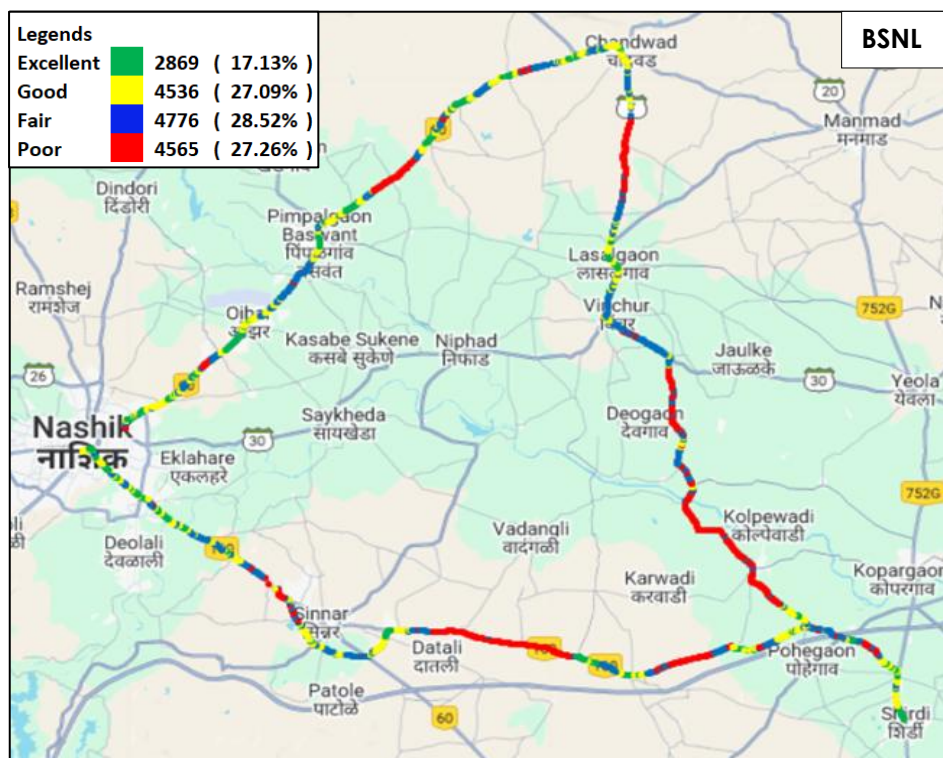 Legends
Excellent 2869 ( 17.13% )
Good 4536 ( 27.09% )
Fair 4776 ( 28.52% )
Poor 4565 ( 27.26% )
BSNL
Chandwad
20
Manmad
मनमाड
Dindori
दिंडोरी
Pimpalgaon
Baswant
पिंपळगांव
Lasalgaon
Ramshej
रामशेज
752G
Vinchur
Kasabe Sukene
कसबे सुकेणे
Niphad
निफाड
Jaulke
जाऊळके
26
30
Yeola
येवला
Saykheda
सायखेडा
Deogaon
देवगाव
Nashik
नाशिक
30
Eklahare
एकलहरे
752G
Kolpewadi
कोल्पेवाडी
Vadangli
वादंगळी
Deolali
देवळाली
Kopargaon
कोपरगाव
Karwadi
करवाडी
Sinnar
सिन्नर
Datali
दातली
Pohegaon
पोहेगाव
Patole
पाटोळे
60
Shirdi
शिर्डी